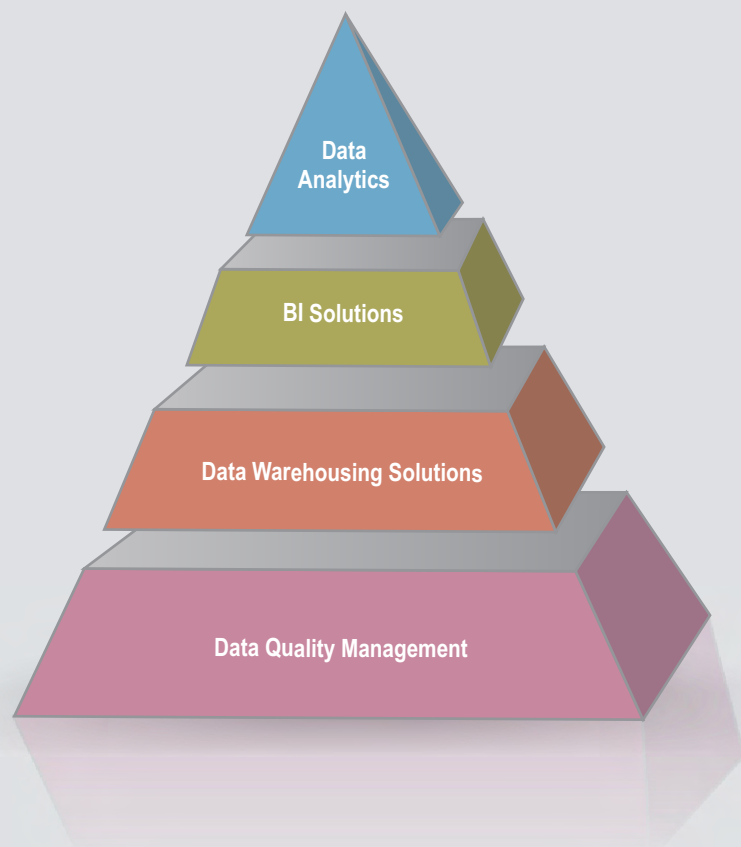 Data
Analytics
BI Solutions
Data Warehousing Solutions
Data Quality Management